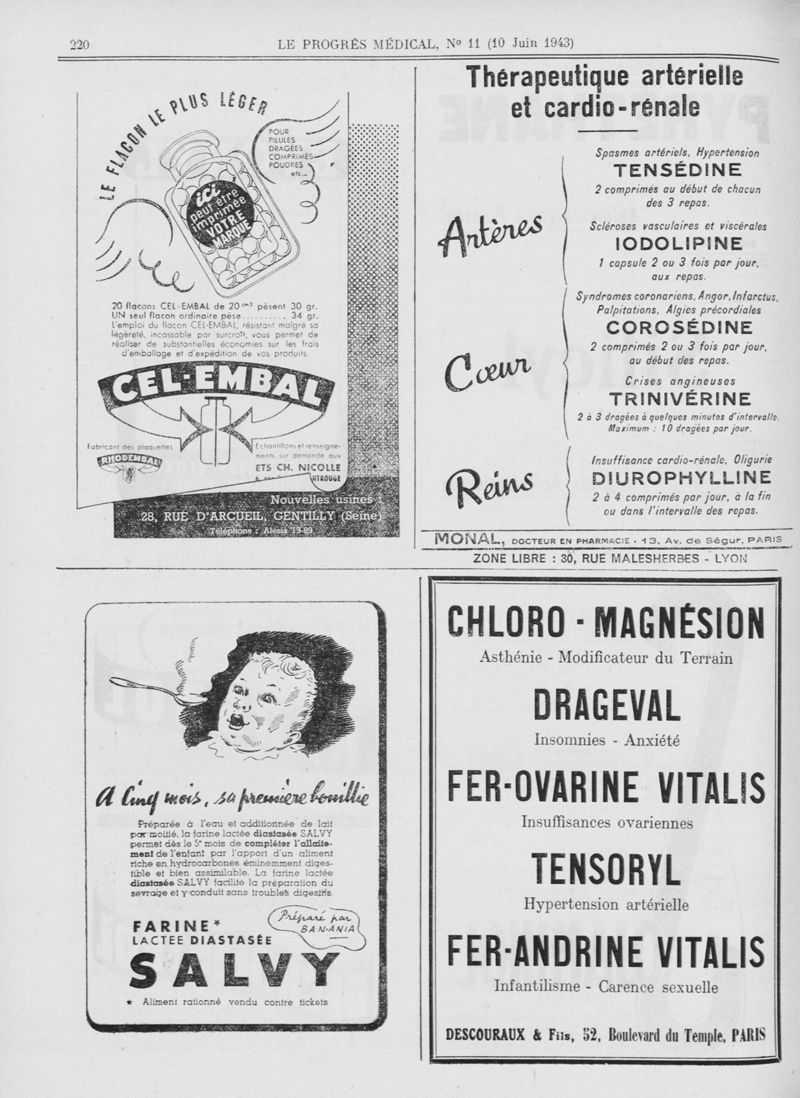 220
LE PROGRÈS MÉDICAL, Nº 11 (10 Juin 1943)
LE FLACON LE PLUS LÉGER
POUR
PILULES
DRAGÉES
COMPRIMÉS
POUDRES
etc...
ici
peut être
imprimée
VOTRE
MARQUE
20 flacons CEL-EMBAL de 20 cm3 pèsent 30 gr.
UN seul flacon ordinaire pèse.......... 34 gr.
L'emploi du flacon CEL-EMBAL, résistant malgré sa
légèreté, incassable par surcroît, vous permet de
réaliser de substantielles économies sur les frais
d'emballage et d'expédition de vos produits
CEL-EMBAL
Fabricant des plaquettes
RHODEMBAL
Échantillons et renseigne-
ments sur demande aux
ETS CH. NICOLLE
NTROUGE
Nouvelles usines :
28, RUE D'ARCUEIL, GENTILLY (Seine)
Téléphone : Alésia 13-89
Thérapeutique artérielle
et cardio-rénale
Artères
Spasmes artériels, Hypertension
TENSÉDINE
2 comprimés au début de chacun
des 3 repas.
Scléroses vasculaires et viscérales
IODOLIPINE
1 capsule 2 ou 3 fois par jour,
aux repas.
Cœur
Syndromes coronariens, Angor, Infarctus,
Palpitations, Algies précordiales
COROSÉDINE
2 comprimés 2 ou 3 fois par jour,
au début des repas.
Crises angineuses
TRINIVÉRINE
2 à 3 dragées à quelques minutes d'intervalle.
Maximum : 10 dragées par jour.
Reins
Insuffisance cardio-rénale, Oligurie
DIUROPHYLLINE
2 à 4 comprimés par jour, à la fin
ou dans l'intervalle des repas.
MONAL, DOCTEUR EN PHARMACIE - 13, Av. de Ségur, PARIS
ZONE LIBRE : 30, RUE MALESHERBES - LYON
A Cinq mois, sa première bouillie
Préparée à l'eau et additionnée de lait
par moitié, la farine lactée diastasée SALVY
permet dès le 5e mois de compléter l'allaite-
ment de l'enfant par l'apport d'un aliment
riche en hydrocarbones éminemment diges-
tible et bien assimilable. La farine lactée
diastasée SALVY facilite la préparation du
sevrage et y conduit sans troubles digestifs.
Préparé par
BANANIA
FARINE*
LACTEE DIASTASÉE
SALVY
* Aliment rationné vendu contre tickets
CHLORO - MAGNÉSION
Asthénie - Modificateur du Terrain
DRAGEVAL
Insomnies - Anxiété
FER-OVARINE VITALIS
Insuffisances ovariennes
TENSORYL
Hypertension artérielle
FER-ANDRINE VITALIS
Infantilisme - Carence sexuelle
DESCOURAUX & Fils, 52, Boulevard du Temple, PARIS